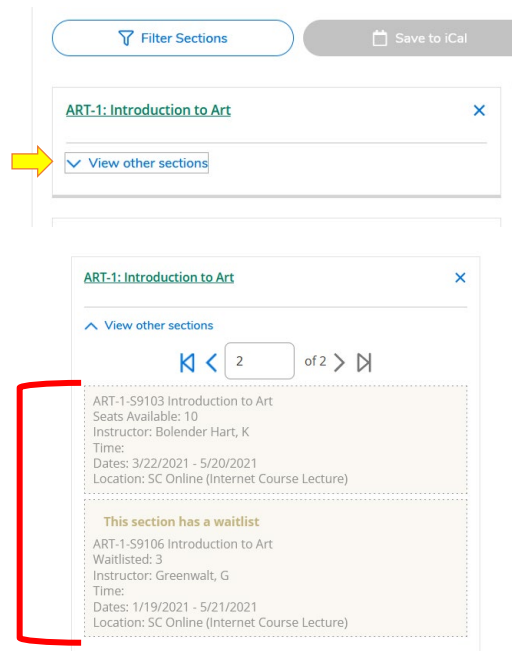 Filter Sections
Save to iCal
ART-1: Introduction to Art
View other sections
ART-1: Introduction to Art
View other sections
2 of 2
ART-1-S9103 Introduction to Art
Seats Available: 10
Instructor: Bolender Hart, K
Time:
Dates: 3/22/2021 - 5/20/2021
Location: SC Online (Internet Course Lecture)
This section has a waitlist
ART-1-S9106 Introduction to Art
Waitlisted: 3
Instructor: Greenwalt, G
Time:
Dates: 1/19/2021 - 5/21/2021
Location: SC Online (Internet Course Lecture)